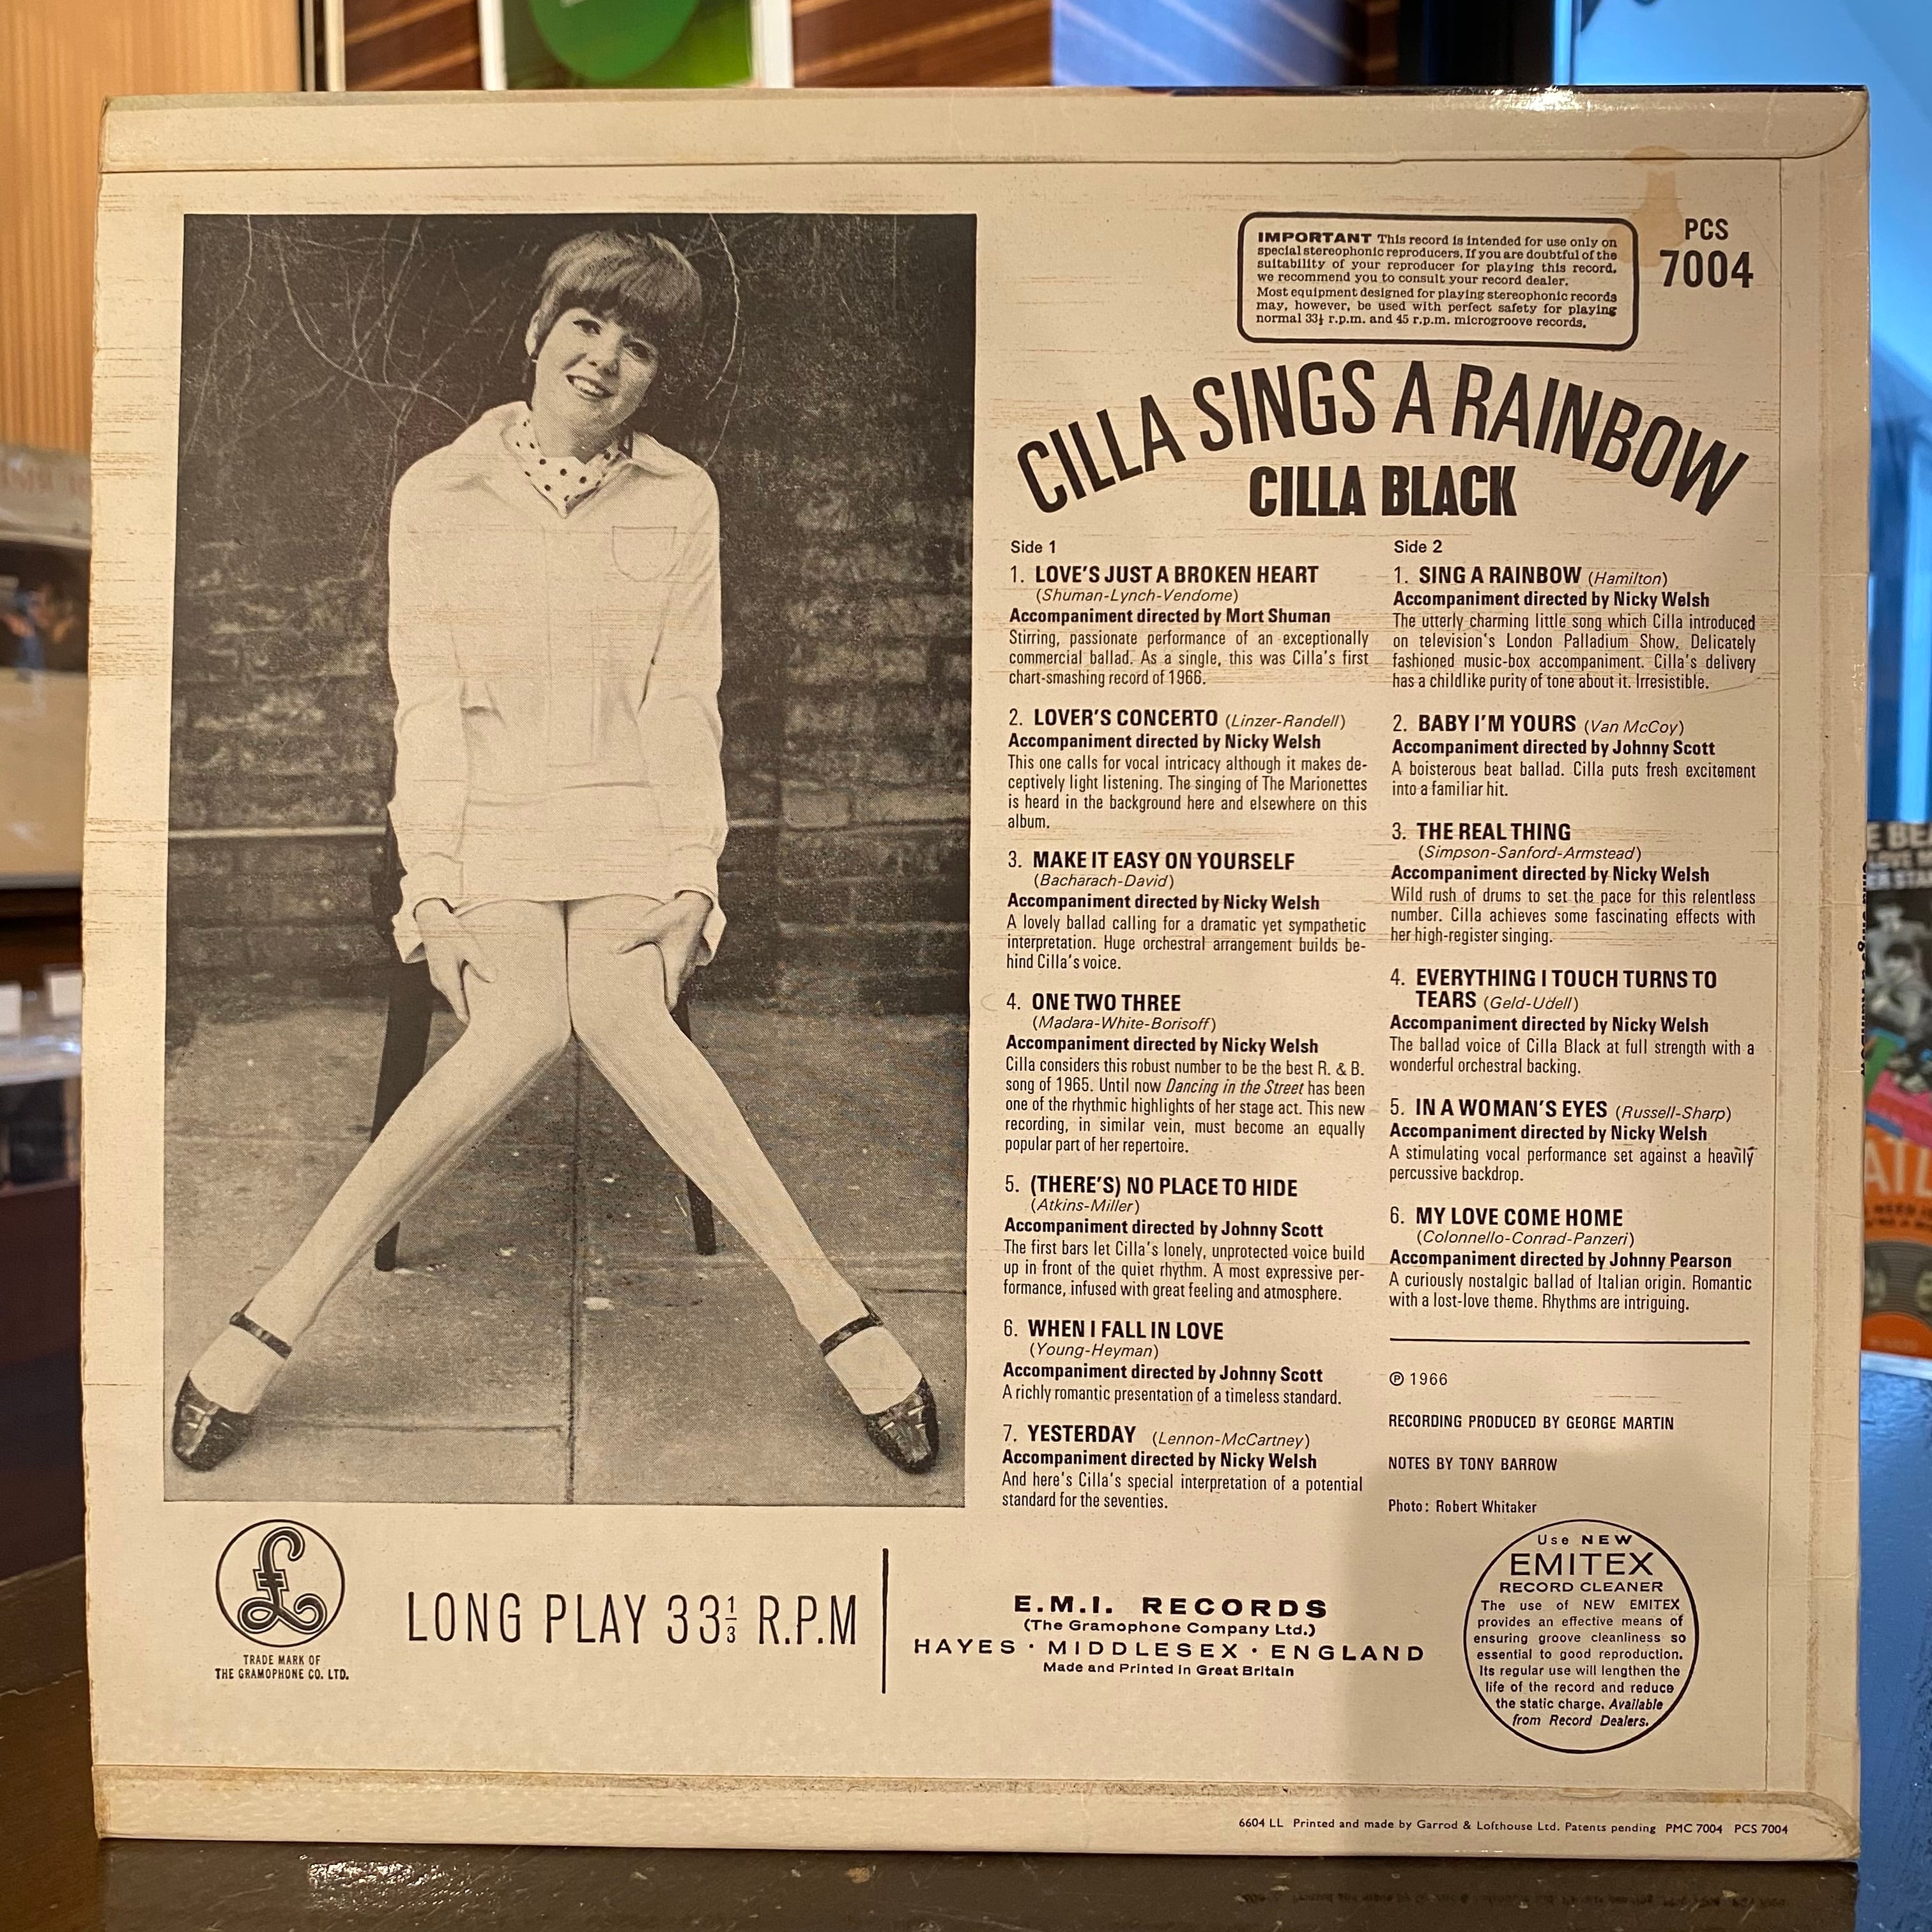 IMPORTANT This record is intended for use only on
special stereophonic reproducers. If you are doubtful of the
suitability of your reproducer for playing this record,
we recommend you to consult your record dealer.
Most equipment designed for playing stereophonic records
may, however, be used with perfect safety for playing
normal 33⅓ r.p.m. and 45 r.p.m. microgroove records.
PCS
7004
CILLA SINGS A RAINBOW
CILLA BLACK
Side 1
1. LOVE'S JUST A BROKEN HEART
(Shuman-Lynch-Vendome)
Accompaniment directed by Mort Shuman
Stirring, passionate performance of an exceptionally
commercial ballad. As a single, this was Cilla's first
chart-smashing record of 1966.
2. LOVER'S CONCERTO (Linzer-Randell)
Accompaniment directed by Nicky Welsh
This one calls for vocal intricacy although it makes de-
ceptively light listening. The singing of The Marionettes
is heard in the background here and elsewhere on this
album.
3. MAKE IT EASY ON YOURSELF
(Bacharach-David)
Accompaniment directed by Nicky Welsh
A lovely ballad calling for a dramatic yet sympathetic
interpretation. Huge orchestral arrangement builds be-
hind Cilla's voice.
4. ONE TWO THREE
(Madara-White-Borisoff)
Accompaniment directed by Nicky Welsh
Cilla considers this robust number to be the best R. & B.
song of 1965. Until now Dancing in the Street has been
one of the rhythmic highlights of her stage act. This new
recording, in similar vein, must become an equally
popular part of her repertoire.
5. (THERE'S) NO PLACE TO HIDE
(Atkins-Miller)
Accompaniment directed by Johnny Scott
The first bars let Cilla's lonely, unprotected voice build
up in front of the quiet rhythm. A most expressive per-
formance, infused with great feeling and atmosphere.
6. WHEN I FALL IN LOVE
(Young-Heyman)
Accompaniment directed by Johnny Scott
A richly romantic presentation of a timeless standard.
7. YESTERDAY (Lennon-McCartney)
Accompaniment directed by Nicky Welsh
And here's Cilla's special interpretation of a potential
standard for the seventies.
Side 2
1. SING A RAINBOW (Hamilton)
Accompaniment directed by Nicky Welsh
The utterly charming little song which Cilla introduced
on television's London Palladium Show. Delicately
fashioned music-box accompaniment. Cilla's delivery
has a childlike purity of tone about it. Irresistible.
2. BABY I'M YOURS (Van McCoy)
Accompaniment directed by Johnny Scott
A boisterous beat ballad. Cilla puts fresh excitement
into a familiar hit.
3. THE REAL THING
(Simpson-Sanford-Armstead)
Accompaniment directed by Nicky Welsh
Wild rush of drums to set the pace for this relentless
number. Cilla achieves some fascinating effects with
her high-register singing.
4. EVERYTHING I TOUCH TURNS TO
TEARS (Geld-Udell)
Accompaniment directed by Nicky Welsh
The ballad voice of Cilla Black at full strength with a
wonderful orchestral backing.
5. IN A WOMAN'S EYES (Russell-Sharp)
Accompaniment directed by Nicky Welsh
A stimulating vocal performance set against a heavily
percussive backdrop.
6. MY LOVE COME HOME
(Colonnello-Conrad-Panzeri)
Accompaniment directed by Johnny Pearson
A curiously nostalgic ballad of Italian origin. Romantic
with a lost-love theme. Rhythms are intriguing.
℗ 1966
RECORDING PRODUCED BY GEORGE MARTIN
NOTES BY TONY BARROW
Photo: Robert Whitaker
£
TRADE MARK OF
THE GRAMOPHONE CO. LTD.
LONG PLAY 33⅓ R.P.M
E.M.I. RECORDS
(The Gramophone Company Ltd.)
HAYES · MIDDLESEX · ENGLAND
Made and Printed in Great Britain
Use NEW
EMITEX
RECORD CLEANER
The use of NEW EMITEX
provides an effective means of
ensuring groove cleanliness so
essential to good reproduction.
Its regular use will lengthen the
life of the record and reduce
the static charge. Available
from Record Dealers.
6604 LL Printed and made by Garrod & Lofthouse Ltd. Patents pending PMC 7004 PCS 7004